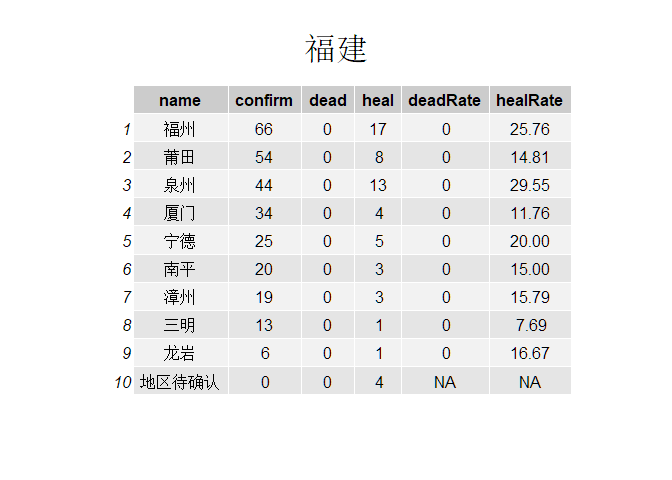 福建
name confirm dead heal deadRate healRate
1 福州 66 0 17 0 25.76
2 莆田 54 0 8 0 14.81
3 泉州 44 0 13 0 29.55
4 厦门 34 0 4 0 11.76
5 宁德 25 0 5 0 20.00
6 南平 20 0 3 0 15.00
7 漳州 19 0 3 0 15.79
8 三明 13 0 1 0 7.69
9 龙岩 6 0 1 0 16.67
10 地区待确认 0 0 4 NA NA